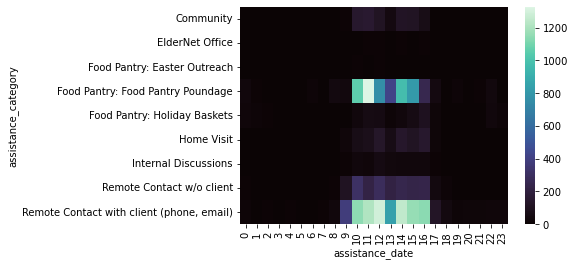 Community
ElderNet Office
Food Pantry: Easter Outreach
Food Pantry: Food Pantry Poundage
Food Pantry: Holiday Baskets
Home Visit
Internal Discussions
Remote Contact w/o client
Remote Contact with client (phone, email)
assistance_category
0 1 2 3 4 5 6 7 8 9 10 11 12 13 14 15 16 17 18 19 20 21 22 23
assistance_date
1200
1000
800
600
400
200
0